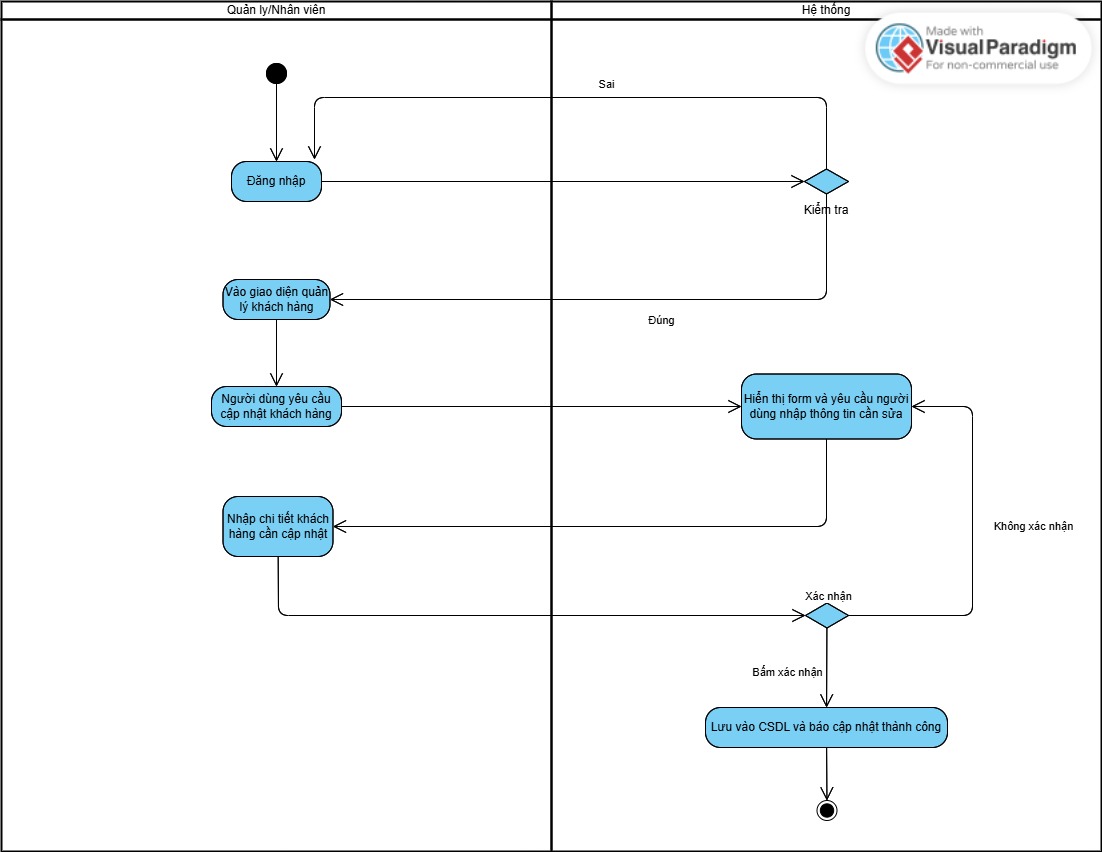 Quản ly/Nhân viên
Hệ thống
Made with
Visual Paradigm
For non-commercial use
Sai
Đăng nhập
Kiểm tra
Vào giao diện quản
lý khách hàng
Đúng
Người dùng yêu cầu
cập nhật khách hàng
Hiển thị form và yêu cầu người
dùng nhập thông tin cần sửa
Nhập chi tiết khách
hàng cần cập nhật
Không xác nhận
Xác nhận
Bấm xác nhận
Lưu vào CSDL và báo cập nhật thành công